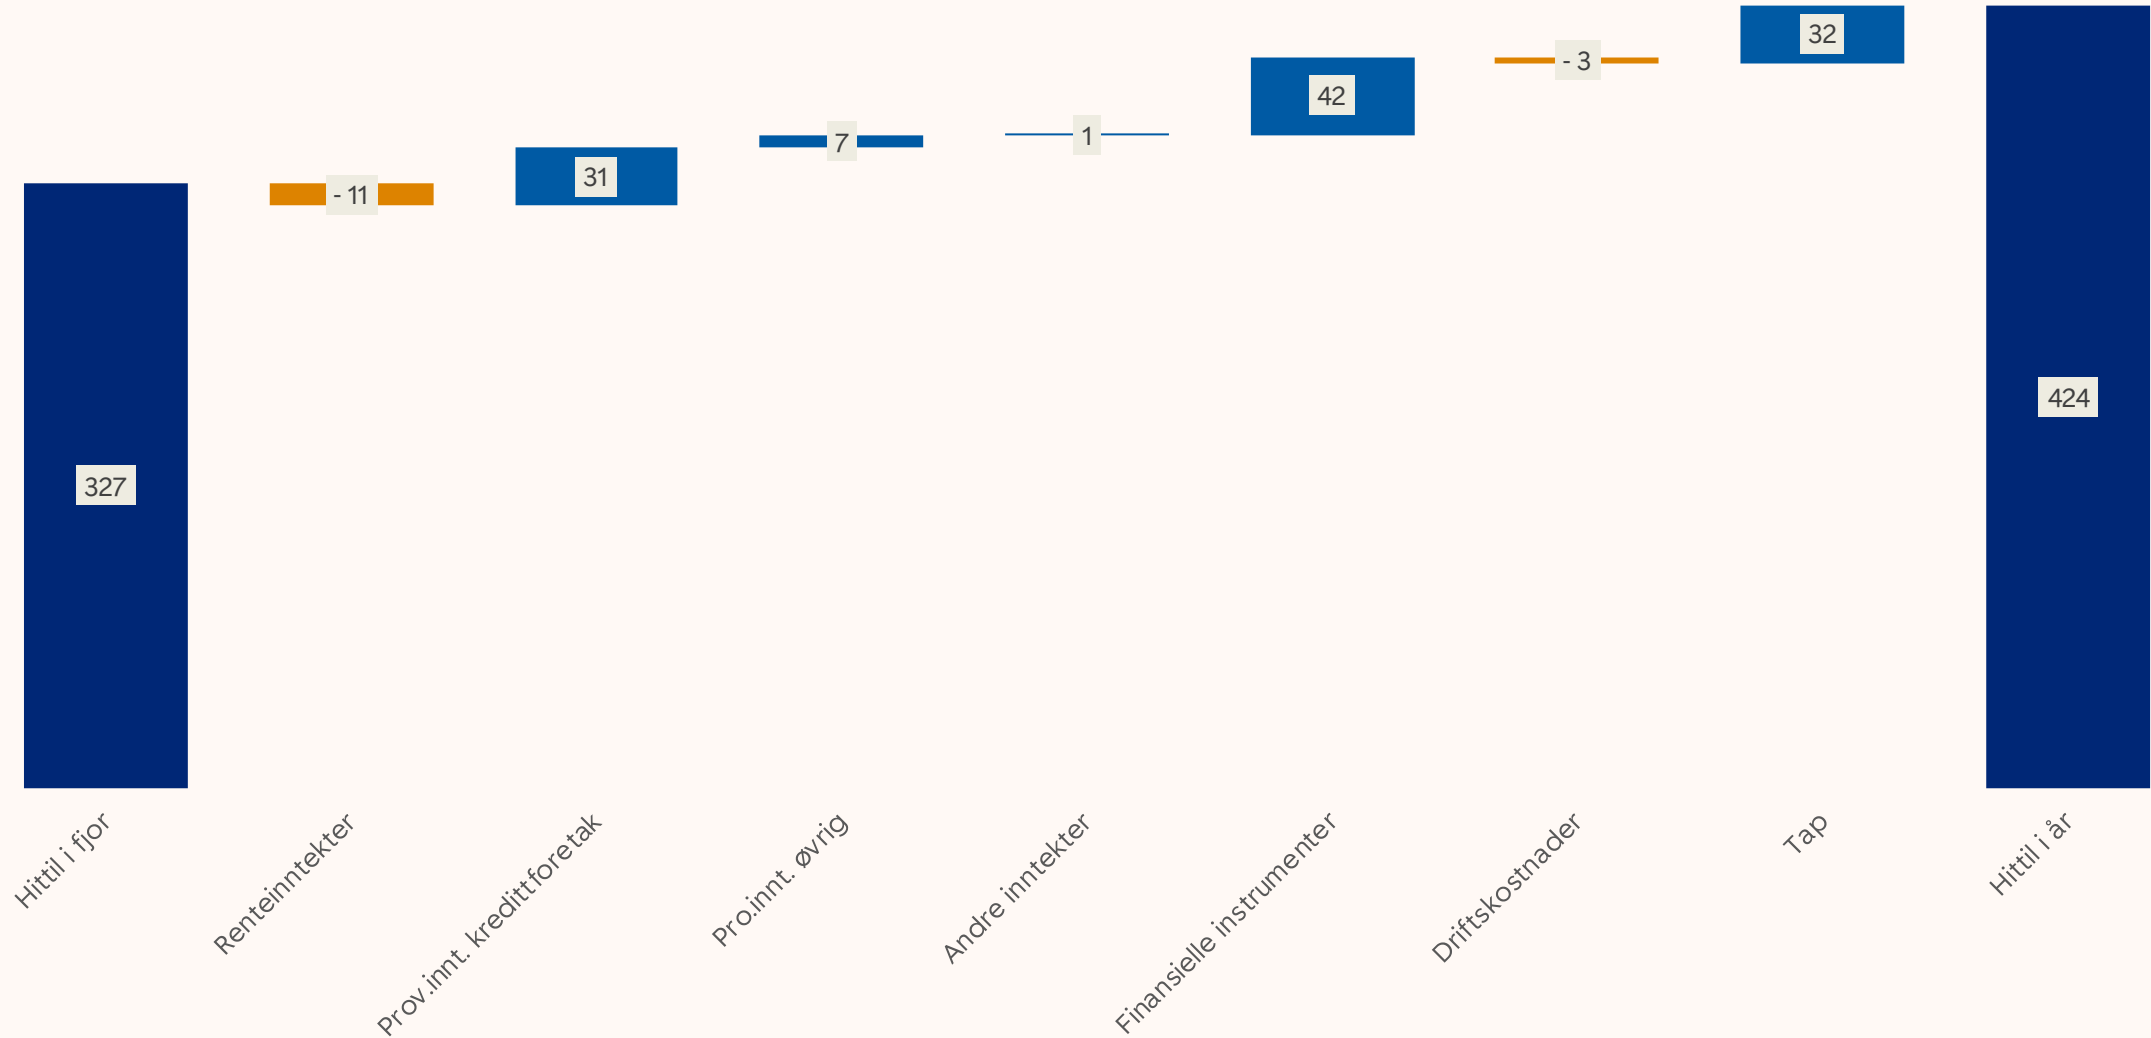 327
- 11
31
7
1
42
- 3
32
424
Hittil i fjor
Renteinntekter
Prov.innt. kredittforetak
Pro.innt. øvrig
Andre inntekter
Finansielle instrumenter
Driftskostnader
Tap
Hittil i år